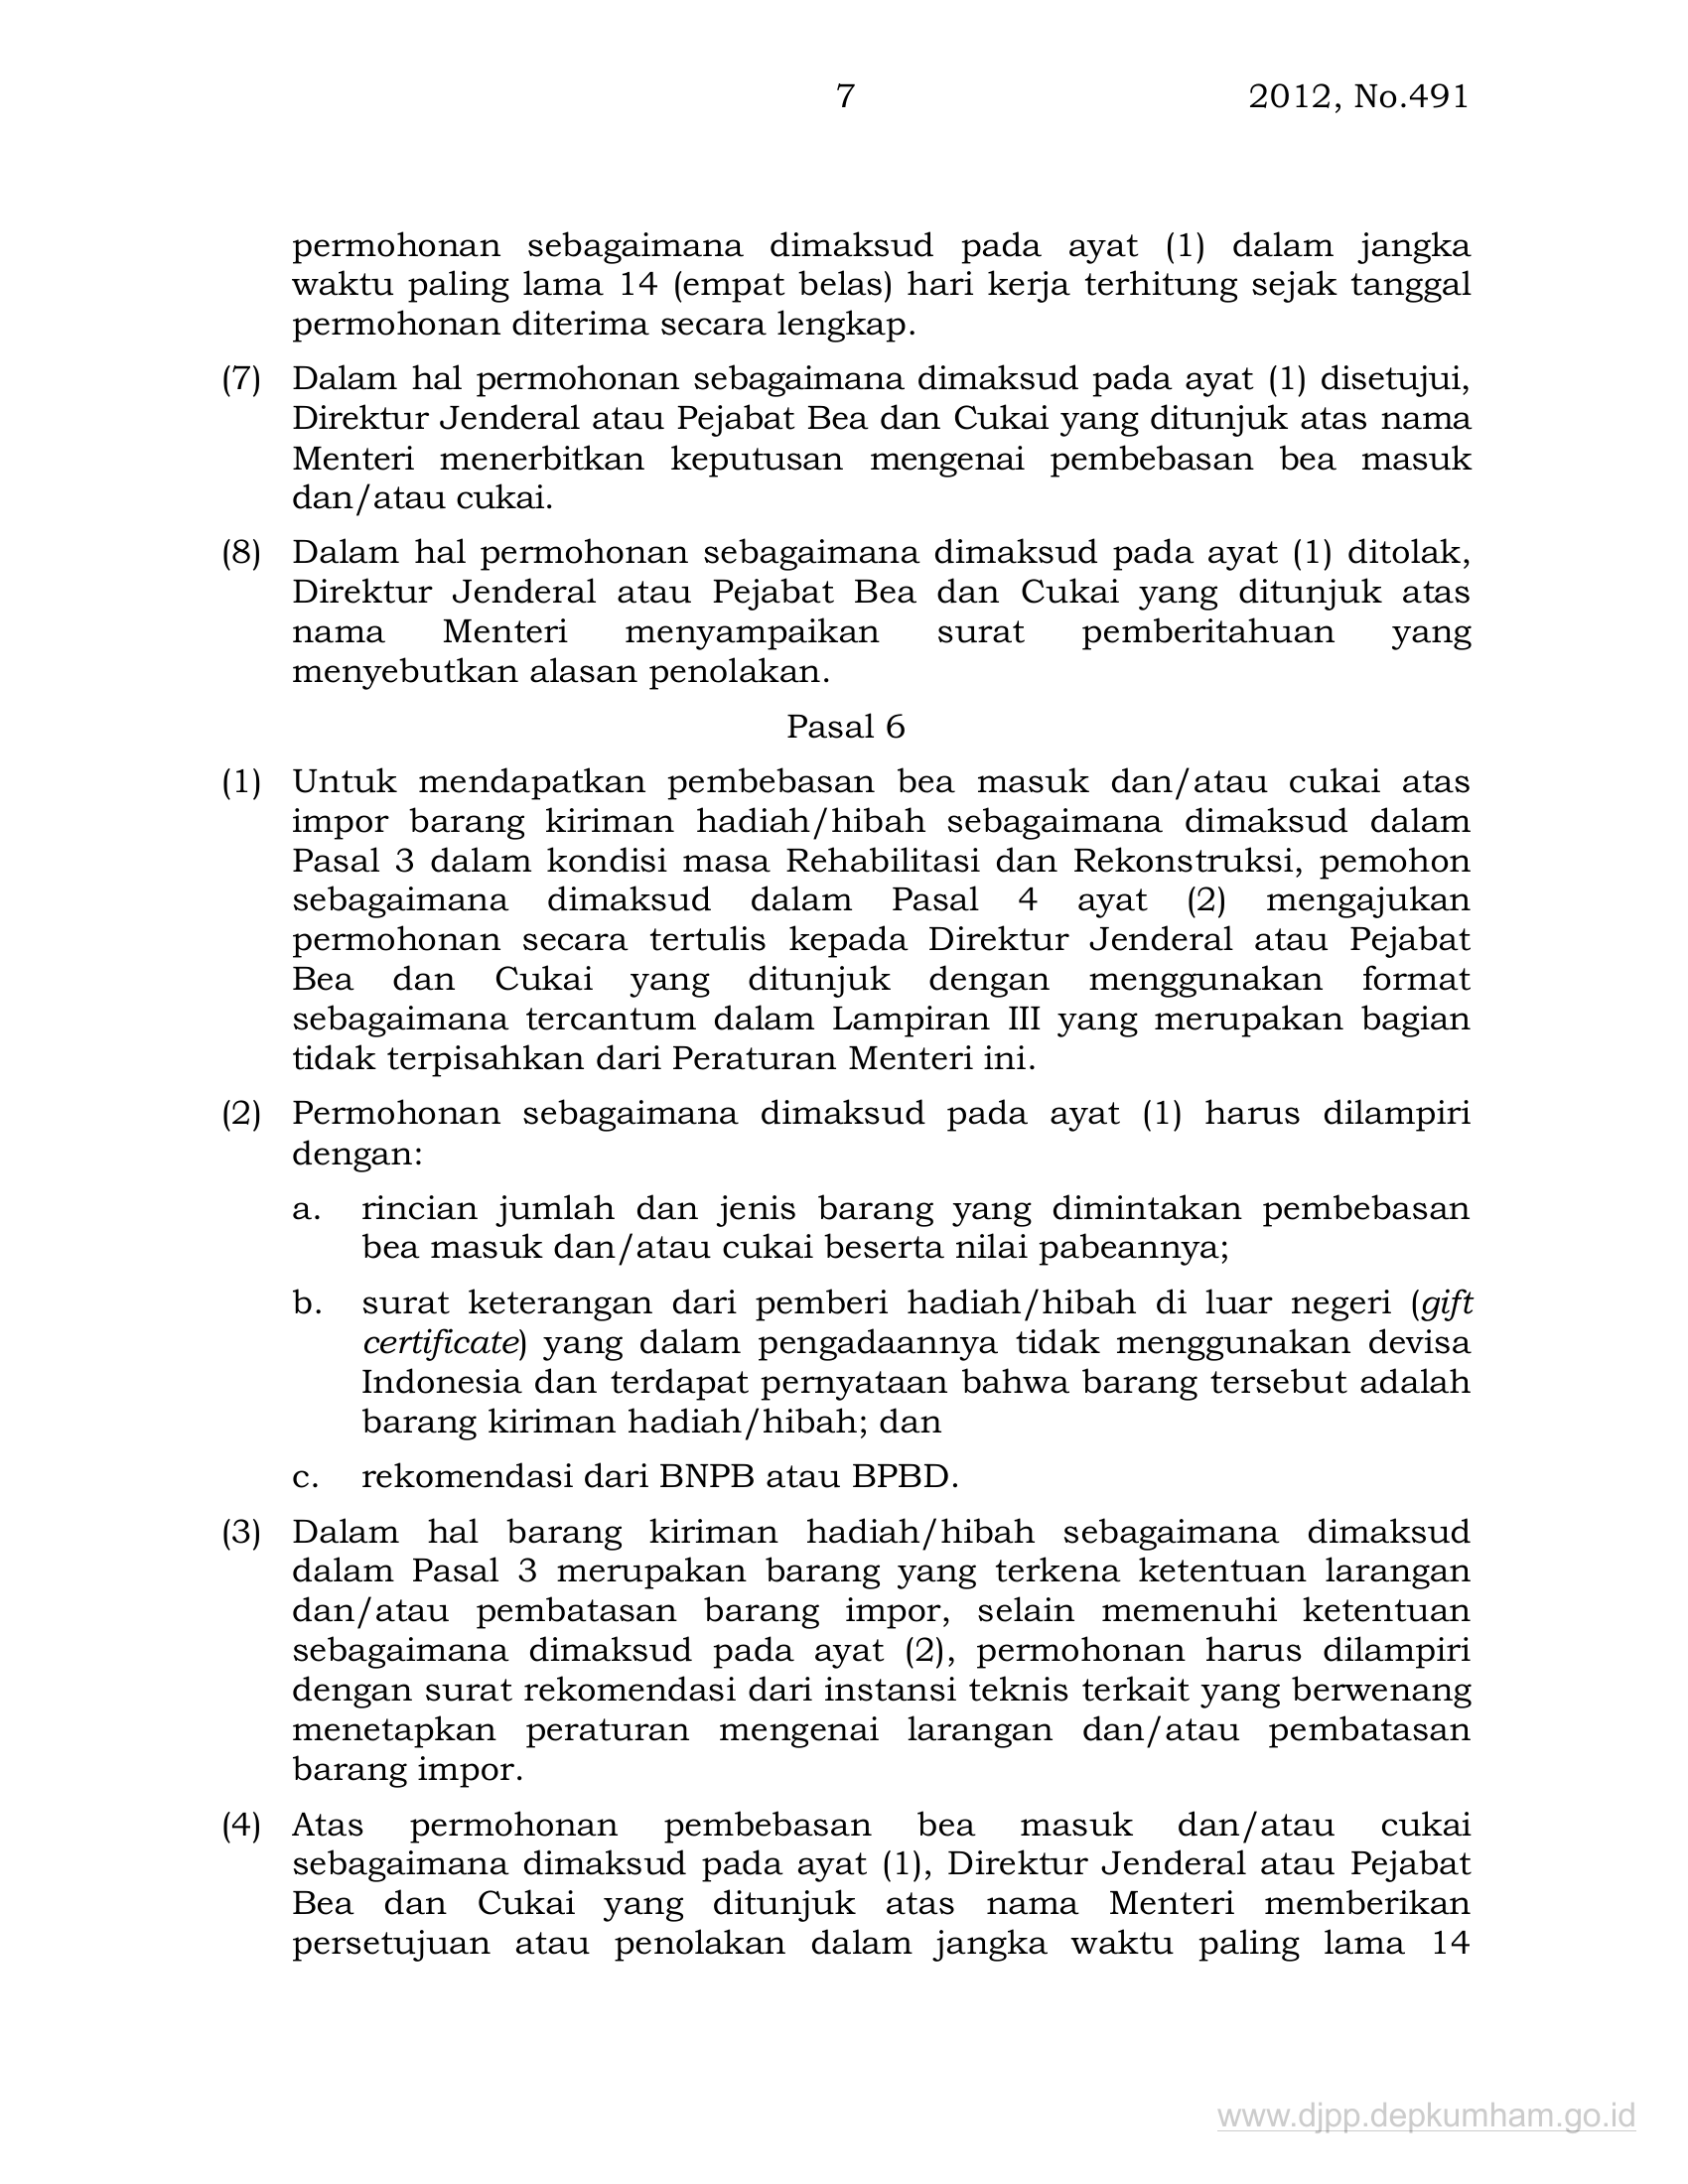 7
2012, No.491
permohonan sebagaimana dimaksud pada ayat (1) dalam jangka
waktu paling lama 14 (empat belas) hari kerja terhitung sejak tanggal
permohonan diterima secara lengkap.
(7) Dalam hal permohonan sebagaimana dimaksud pada ayat (1) disetujui,
Direktur Jenderal atau Pejabat Bea dan Cukai yang ditunjuk atas nama
Menteri menerbitkan keputusan mengenai pembebasan bea masuk
dan/atau cukai.
(8) Dalam hal permohonan sebagaimana dimaksud pada ayat (1) ditolak,
Direktur Jenderal atau Pejabat Bea dan Cukai yang ditunjuk atas
nama Menteri menyampaikan surat pemberitahuan yang
menyebutkan alasan penolakan.
Pasal 6
(1) Untuk mendapatkan pembebasan bea masuk dan/atau cukai atas
impor barang kiriman hadiah/hibah sebagaimana dimaksud dalam
Pasal 3 dalam kondisi masa Rehabilitasi dan Rekonstruksi, pemohon
sebagaimana dimaksud dalam Pasal 4 ayat (2) mengajukan
permohonan secara tertulis kepada Direktur Jenderal atau Pejabat
Bea dan Cukai yang ditunjuk dengan menggunakan format
sebagaimana tercantum dalam Lampiran III yang merupakan bagian
tidak terpisahkan dari Peraturan Menteri ini.
(2) Permohonan sebagaimana dimaksud pada ayat (1) harus dilampiri
dengan:
a. rincian jumlah dan jenis barang yang dimintakan pembebasan
bea masuk dan/atau cukai beserta nilai pabeannya;
b. surat keterangan dari pemberi hadiah/hibah di luar negeri (gift
certificate) yang dalam pengadaannya tidak menggunakan devisa
Indonesia dan terdapat pernyataan bahwa barang tersebut adalah
barang kiriman hadiah/hibah; dan
c. rekomendasi dari BNPB atau BPBD.
(3) Dalam hal barang kiriman hadiah/hibah sebagaimana dimaksud
dalam Pasal 3 merupakan barang yang terkena ketentuan larangan
dan/atau pembatasan barang impor, selain memenuhi ketentuan
sebagaimana dimaksud pada ayat (2), permohonan harus dilampiri
dengan surat rekomendasi dari instansi teknis terkait yang berwenang
menetapkan peraturan mengenai larangan dan/atau pembatasan
barang impor.
(4) Atas permohonan pembebasan bea masuk dan/atau cukai
sebagaimana dimaksud pada ayat (1), Direktur Jenderal atau Pejabat
Bea dan Cukai yang ditunjuk atas nama Menteri memberikan
persetujuan atau penolakan dalam jangka waktu paling lama 14
www.djpp.depkumham.go.id